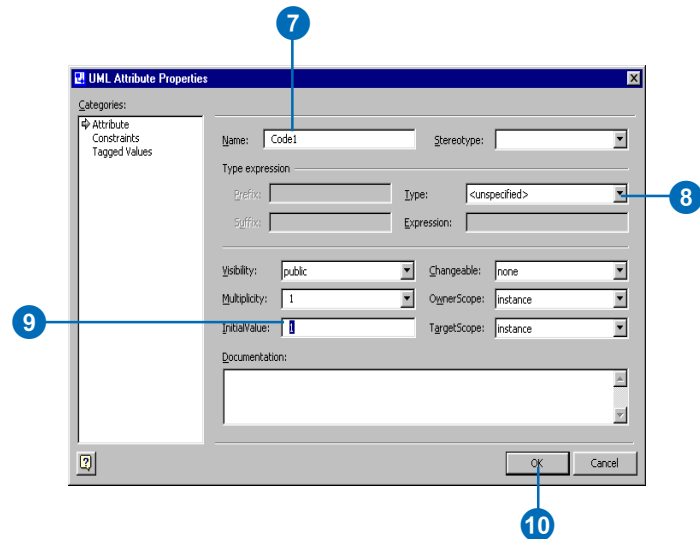 7
UML Attribute Properties
Categories:
Attribute
Constraints
Tagged Values
Name: Code1 Stereotype:
Type expression
Prefix: Type: <unspecified>
8
Suffix: Expression:
Visibility: public Changeable: none
Multiplicity: 1 OwnerScope: instance
9
InitialValue: 1 TargetScope: instance
Documentation:
OK Cancel
10